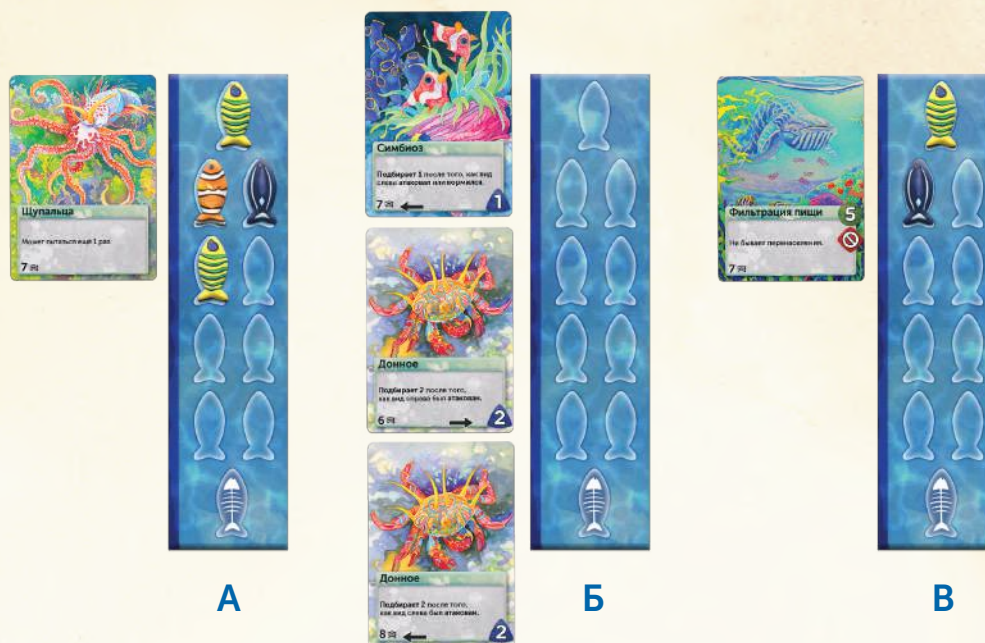 Щупальца
Может питаться ещё 1 раз.
7
А
Симбиоз
Подбирает 1 после того, как вид
слева атаковал или кормился.
7
1
Донное
Подбирает 2 после того,
как вид справа был атакован.
6
2
Донное
Подбирает 2 после того,
как вид слева был атакован.
8
2
Б
Фильтрация пищи
5
Не бывает перенаселения.
7
В